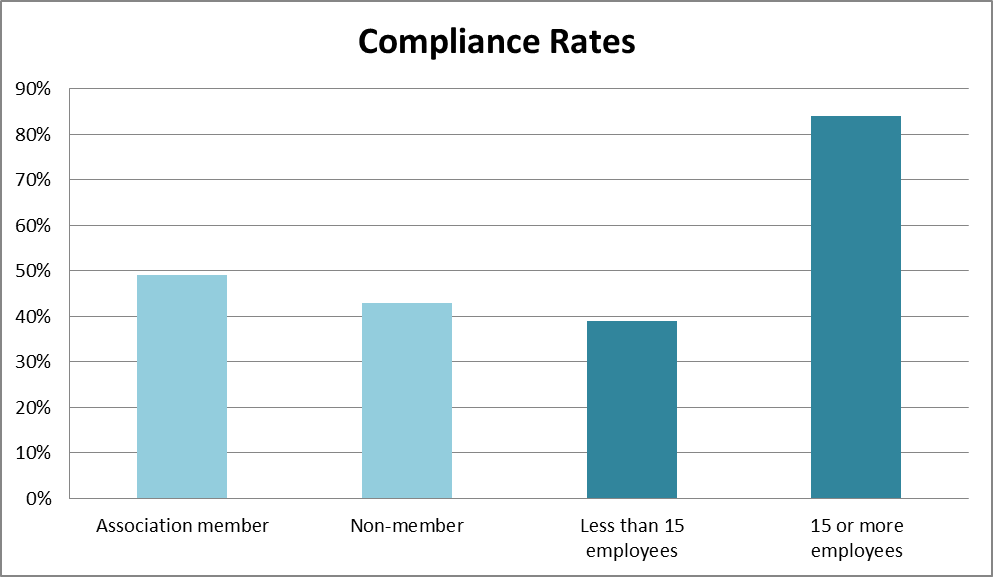 Compliance Rates
90%
80%
70%
60%
50%
40%
30%
20%
10%
0%
Association member
Non-member
Less than 15
employees
15 or more
employees